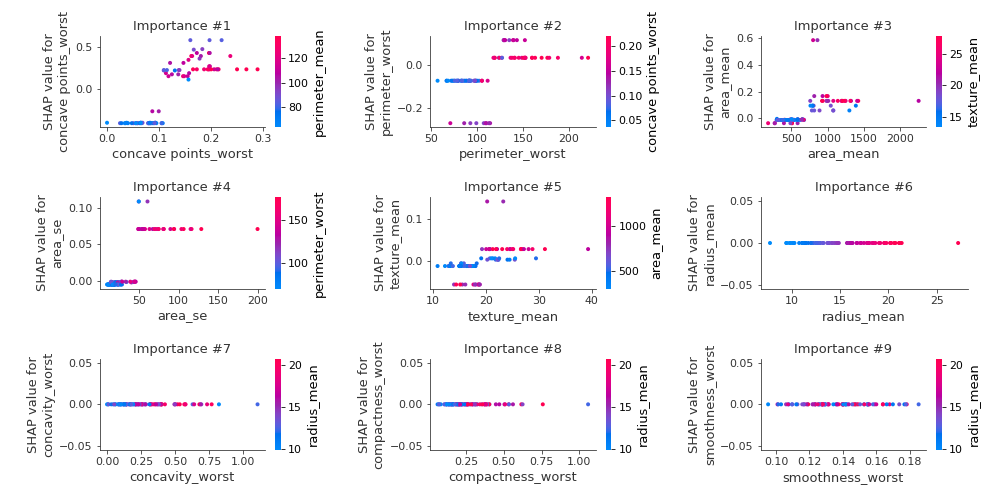 Importance #1
SHAP value for
concave points_worst
0.5
0.0
0.0 0.1 0.2 0.3
concave points_worst
120
100
80
perimeter_mean
Importance #2
SHAP value for
perimeter_worst
0.0
−0.2
50 100 150 200
perimeter_worst
0.20
0.15
0.10
0.05
concave points_worst
Importance #3
SHAP value for
area_mean
0.6
0.4
0.2
0.0
500 1000 1500 2000
area_mean
25
20
15
texture_mean
Importance #4
SHAP value for
area_se
0.10
0.05
0.00
50 100 150 200
area_se
150
100
perimeter_worst
Importance #5
SHAP value for
texture_mean
0.1
0.0
10 20 30 40
texture_mean
1000
500
area_mean
Importance #6
SHAP value for
radius_mean
0.05
0.00
−0.05
10 15 20 25
radius_mean
Importance #7
SHAP value for
concavity_worst
0.05
0.00
−0.05
0.00 0.25 0.50 0.75 1.00
concavity_worst
20
15
10
radius_mean
Importance #8
SHAP value for
compactness_worst
0.05
0.00
−0.05
0.25 0.50 0.75 1.00
compactness_worst
20
15
10
radius_mean
Importance #9
SHAP value for
smoothness_worst
0.05
0.00
−0.05
0.10 0.12 0.14 0.16 0.18
smoothness_worst
20
15
10
radius_mean